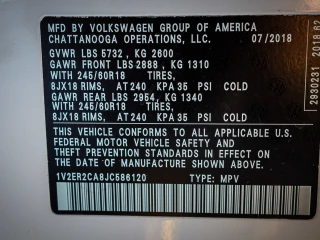 MFD BY VOLKSWAGEN GROUP OF AMERICA
CHATTANOOGA OPERATIONS, LLC. 07/2018
GVWR LBS 5732 , KG 2600
GAWR FRONT LBS 2888 , KG 1310
WITH 245/60R18 TIRES,
8JX18 RIMS, AT 240 KPA 35 PSI COLD
GAWR REAR LBS 2954, KG 1340
WITH 245/60R18 TIRES,
8JX18 RIMS, AT 240 KPA 35 PSI COLD
THIS VEHICLE CONFORMS TO ALL APPLICABLE U.S.
FEDERAL MOTOR VEHICLE SAFETY, BUMPER, AND
THEFT PREVENTION STANDARDS IN EFFECT ON THE
DATE OF MANUFACTURE SHOWN ABOVE
1V2ER2CA8JC586120 TYPE: MPV
2930231